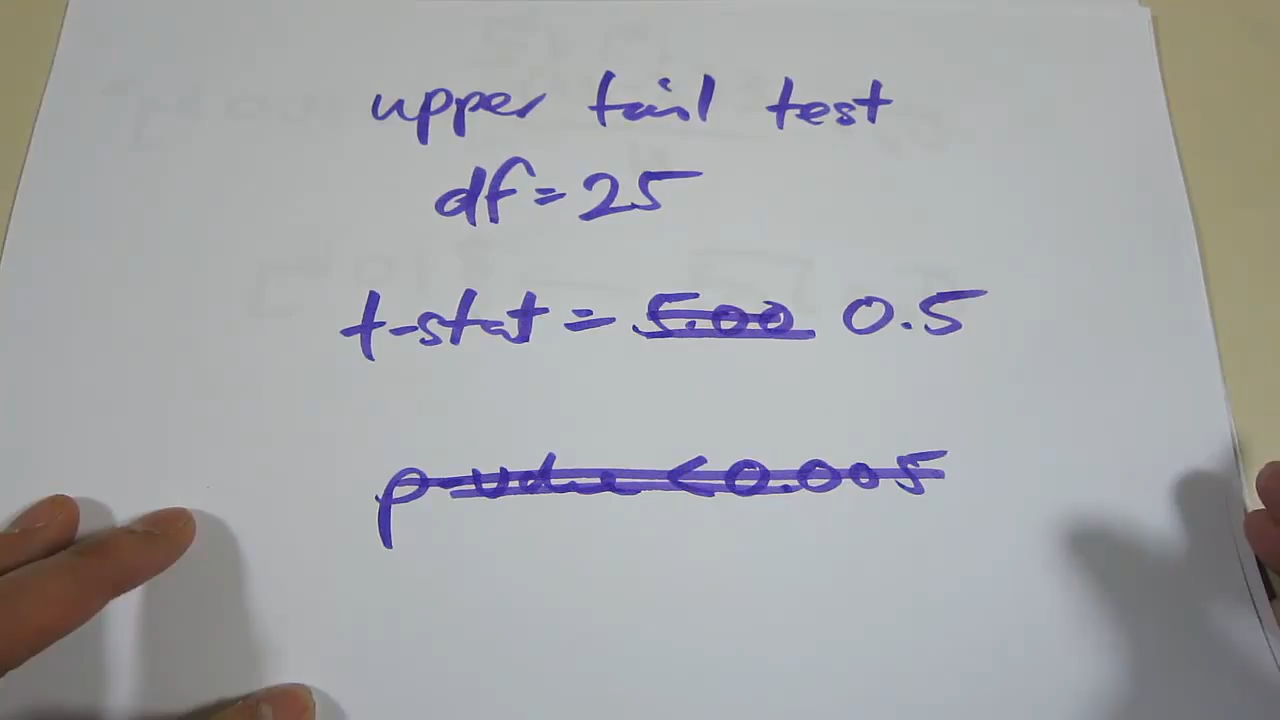 upper tail test
df=25
t-stat = 5.00 0.5
p-value <0.005